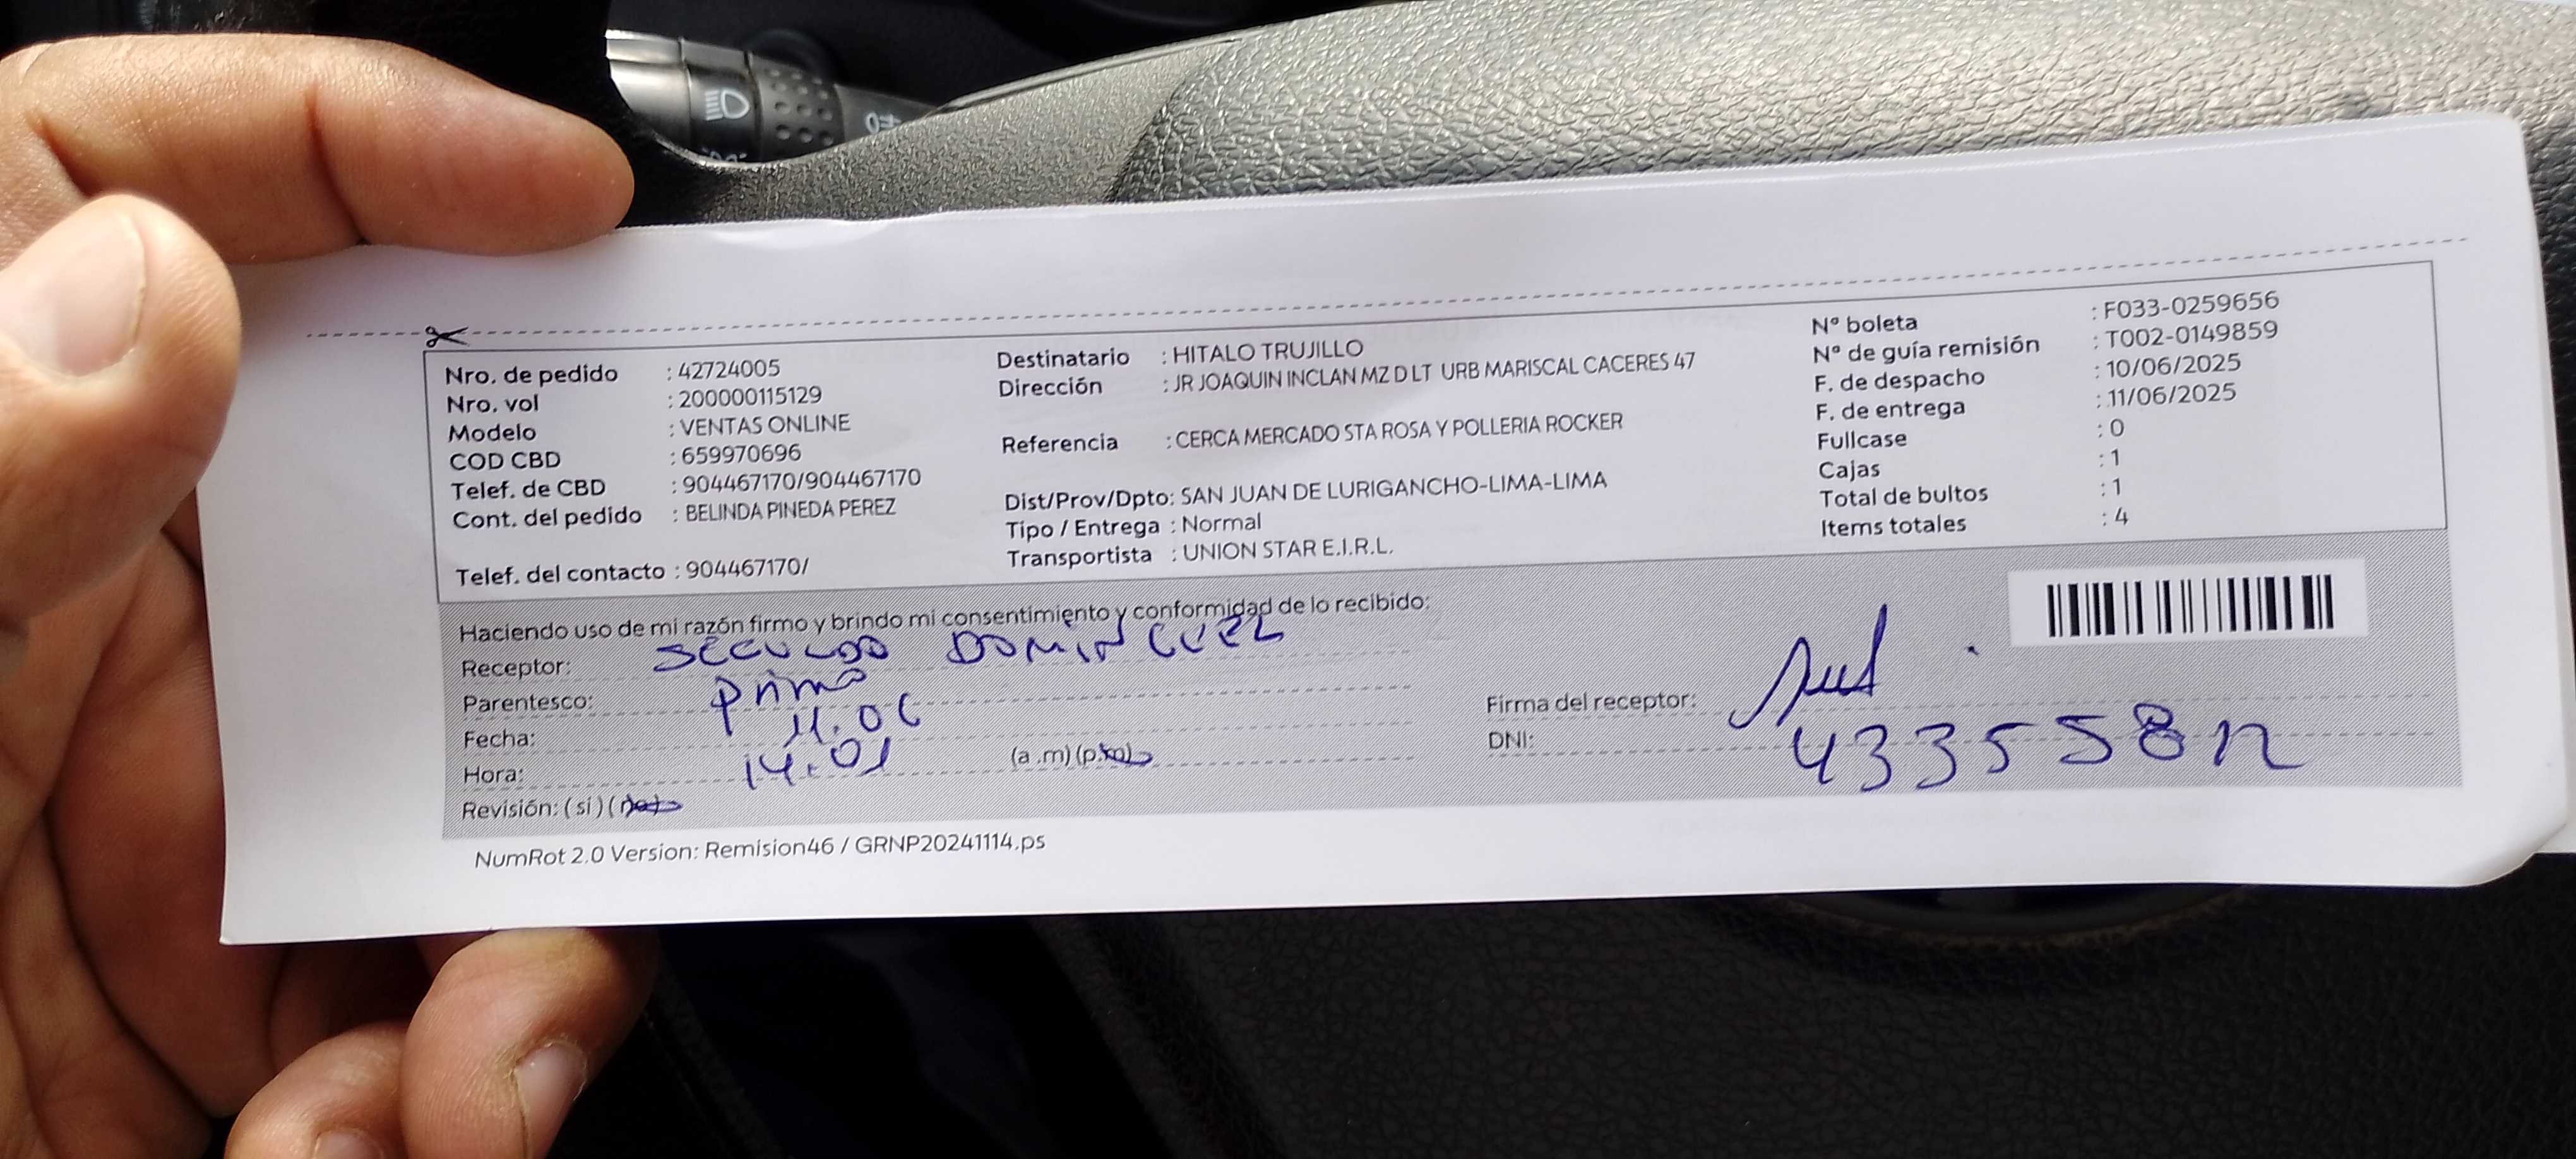 Nro. de pedido : 42724005
Nro. vol : 200000115129
Modelo : VENTAS ONLINE
COD CBD : 659970696
Telef. de CBD : 904467170/904467170
Cont. del pedido : BELINDA PINEDA PEREZ
Telef. del contacto : 904467170/
Destinatario : HITALO TRUJILLO
Dirección : JR JOAQUIN INCLAN MZ D LT URB MARISCAL CACERES 47
Referencia : CERCA MERCADO STA ROSA Y POLLERIA ROCKER
Dist/Prov/Dpto: SAN JUAN DE LURIGANCHO-LIMA-LIMA
Tipo / Entrega : Normal
Transportista : UNION STAR E.I.R.L.
N° boleta : F033-0259656
N° de guía remisión : T002-0149859
F. de despacho : 10/06/2025
F. de entrega : 11/06/2025
Fullcase : 0
Cajas : 1
Total de bultos : 1
Items totales : 4
Haciendo uso de mi razón firmo y brindo mi consentimiento y conformidad de lo recibido:
Receptor:
Parentesco: Primo
Fecha: 11.06
Hora: 14.01 (a .m) (p.m)
Revisión: ( si ) ( no )
Firma del receptor:
DNI: 4335581
NumRot 2.0 Version: Remision46 / GRNP20241114.ps